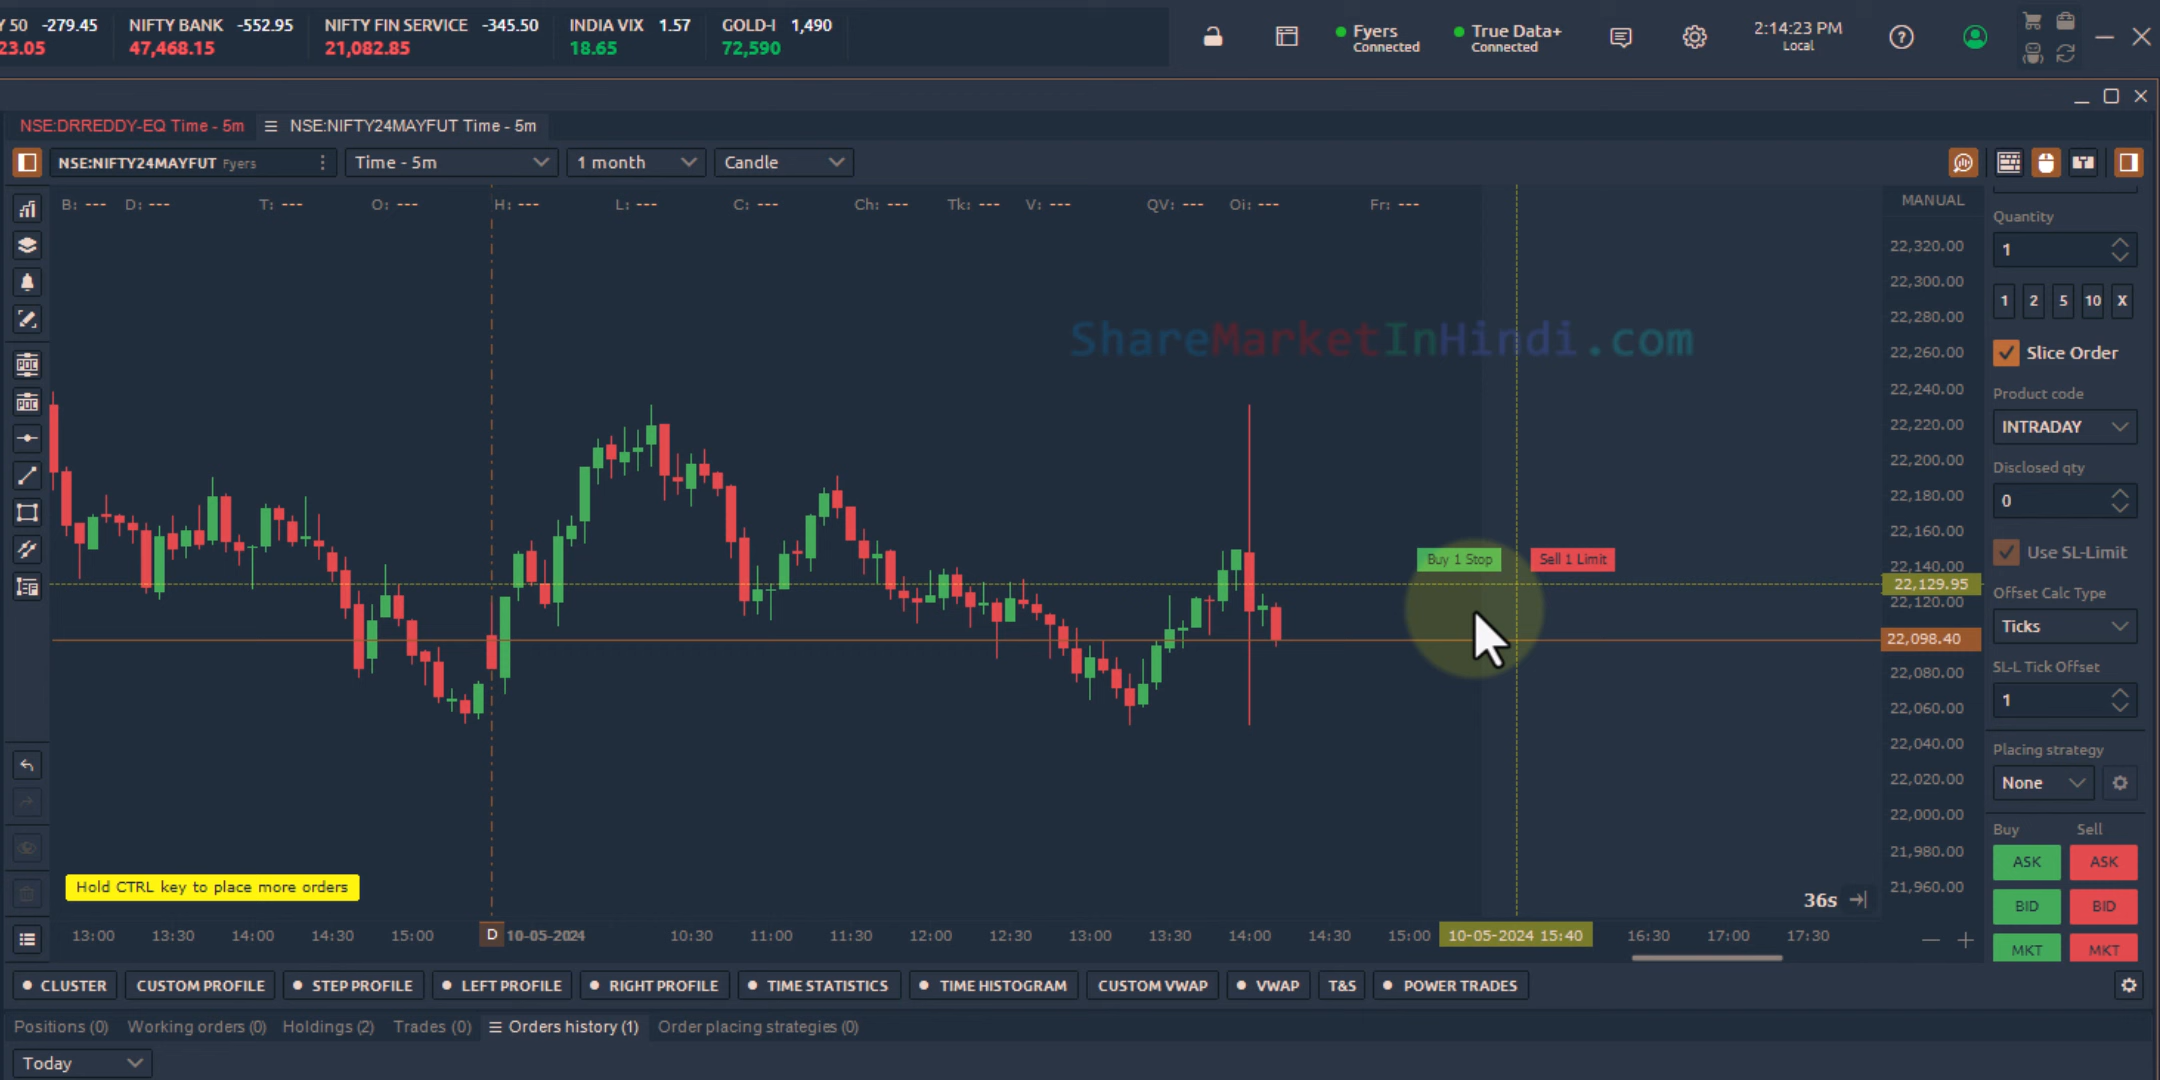 Y 50 -279.45 NIFTY BANK -552.95 NIFTY FIN SERVICE -345.50 INDIA VIX 1.57 GOLD-I 1,490
23.05 47,468.15 21,082.85 18.65 72,590
Fyers
Connected
True Data+
Connected
2:14:23 PM
Local
NSE:DRREDDY-EQ Time - 5m NSE:NIFTY24MAYFUT Time - 5m
NSE:NIFTY24MAYFUT Fyers Time - 5m 1 month Candle
B: --- D: --- T: --- O: --- H: --- L: --- C: --- Ch: --- Tk: --- V: --- QV: --- Oi: --- Fr: ---
MANUAL
22,320.00
22,300.00
22,280.00
22,260.00
22,240.00
22,220.00
22,200.00
22,180.00
22,160.00
22,140.00
22,129.95
22,120.00
22,098.40
22,080.00
22,060.00
22,040.00
22,020.00
22,000.00
21,980.00
21,960.00
ShareMarketInHindi.com
Buy 1 Stop Sell 1 Limit
POC
POC
Hold CTRL key to place more orders
36s
13:00 13:30 14:00 14:30 15:00 D 10-05-2024 10:30 11:00 11:30 12:00 12:30 13:00 13:30 14:00 14:30 15:00 10-05-2024 15:40 16:30 17:00 17:30
Quantity
1
1 2 5 10 X
Slice Order
Product code
INTRADAY
Disclosed qty
0
Use SL-Limit
Offset Calc Type
Ticks
SL-L Tick Offset
1
Placing strategy
None
Buy Sell
ASK ASK
BID BID
MKT MKT
CLUSTER CUSTOM PROFILE STEP PROFILE LEFT PROFILE RIGHT PROFILE TIME STATISTICS TIME HISTOGRAM CUSTOM VWAP VWAP T&S POWER TRADES
Positions (0) Working orders (0) Holdings (2) Trades (0) Orders history (1) Order placing strategies (0)
Today